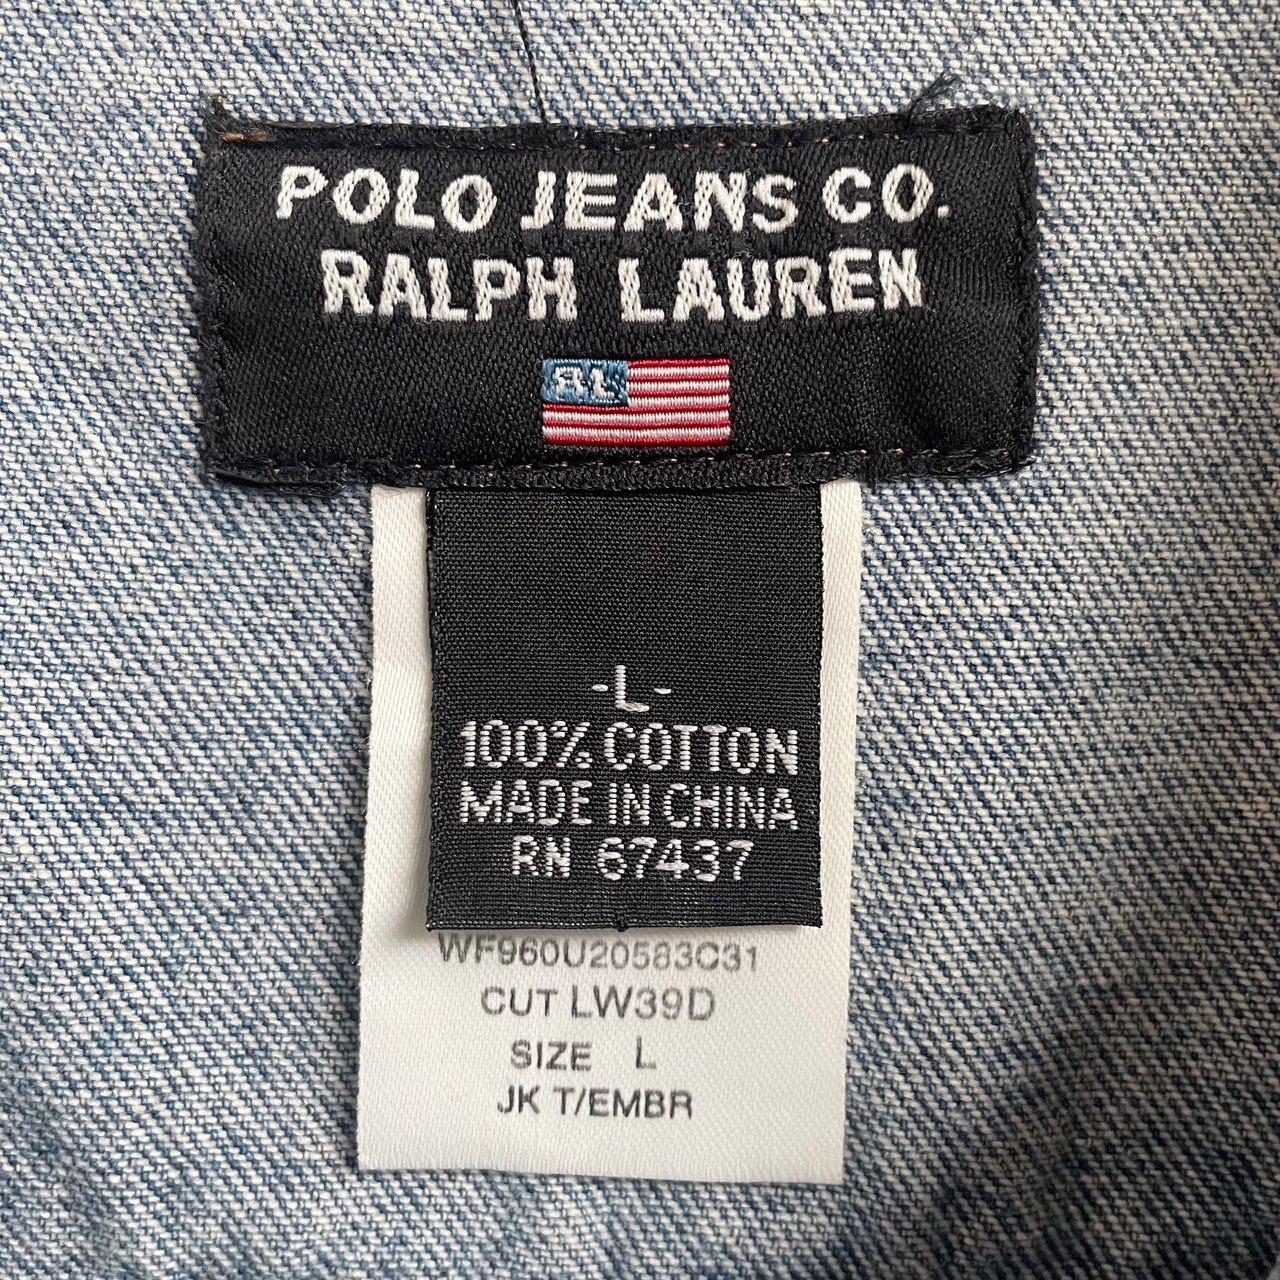 POLO JEANS CO.
RALPH LAUREN
RL
-L-
100% COTTON
MADE IN CHINA
RN 67437
WF960U20583C31
CUT LW39D
SIZE L
JK T/EMBR